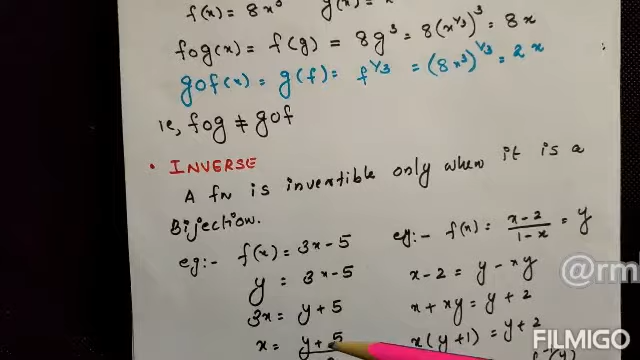 f(x) = 8x³ g(x) =
fog(x) = f(g) = 8g³ = 8(x^1/3)³ = 8x
gof(x) = g(f) = f^1/3 = (8x³)^1/3 = 2x
ie, fog ≠ gof
• INVERSE
A fn is invertible only when it is a
Bijection.
eg:- f(x) = 3x-5
y = 3x-5
3x = y+5
x = y+5
eg:- f(x) = x-2/1-x = y
x-2 = y-xy
x+xy = y+2
x(y+1) = y+2
@rm
FILMIGO